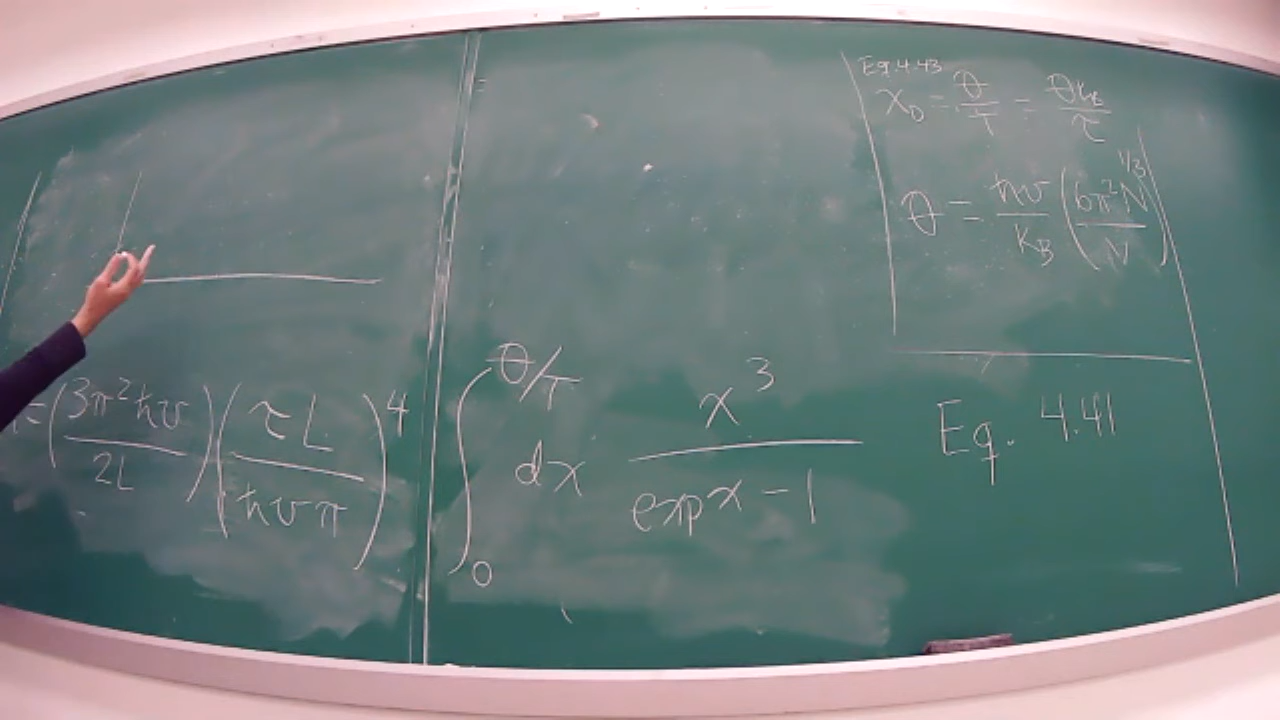 Eq.4.43
x_D = θ/T = θk_B/τ
θ = ħv/k_B (6π²N/V)^1/3
= (3π²ħv/2L)(τL/ħvπ)^4 ∫_0^θ/T dx x³/exp x − 1 Eq. 4.41